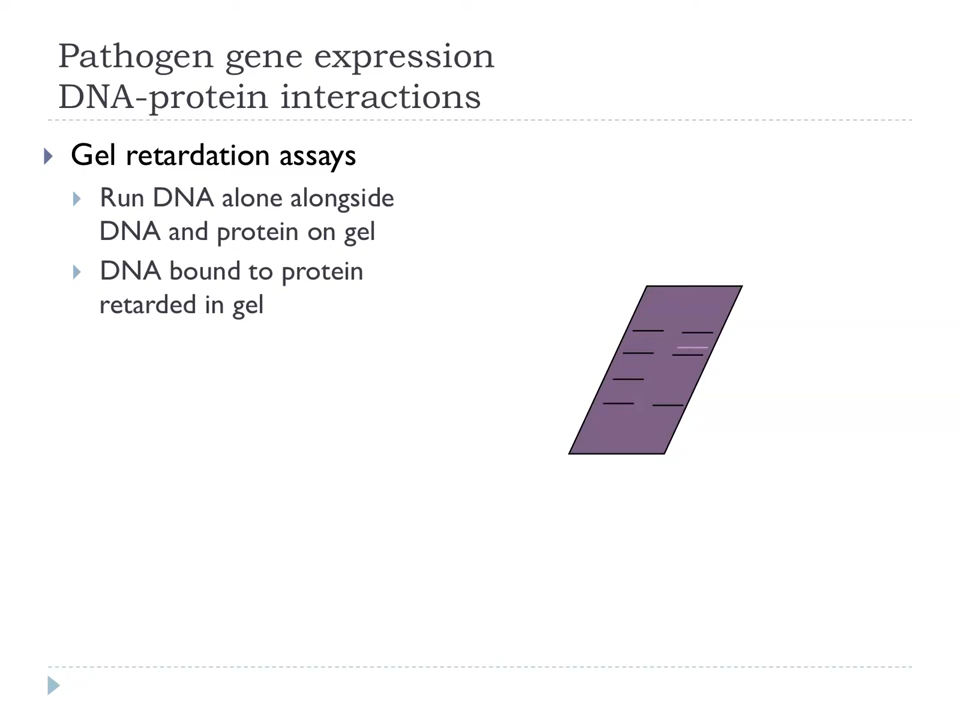 Pathogen gene expression
DNA-protein interactions
Gel retardation assays
Run DNA alone alongside
DNA and protein on gel
DNA bound to protein
retarded in gel